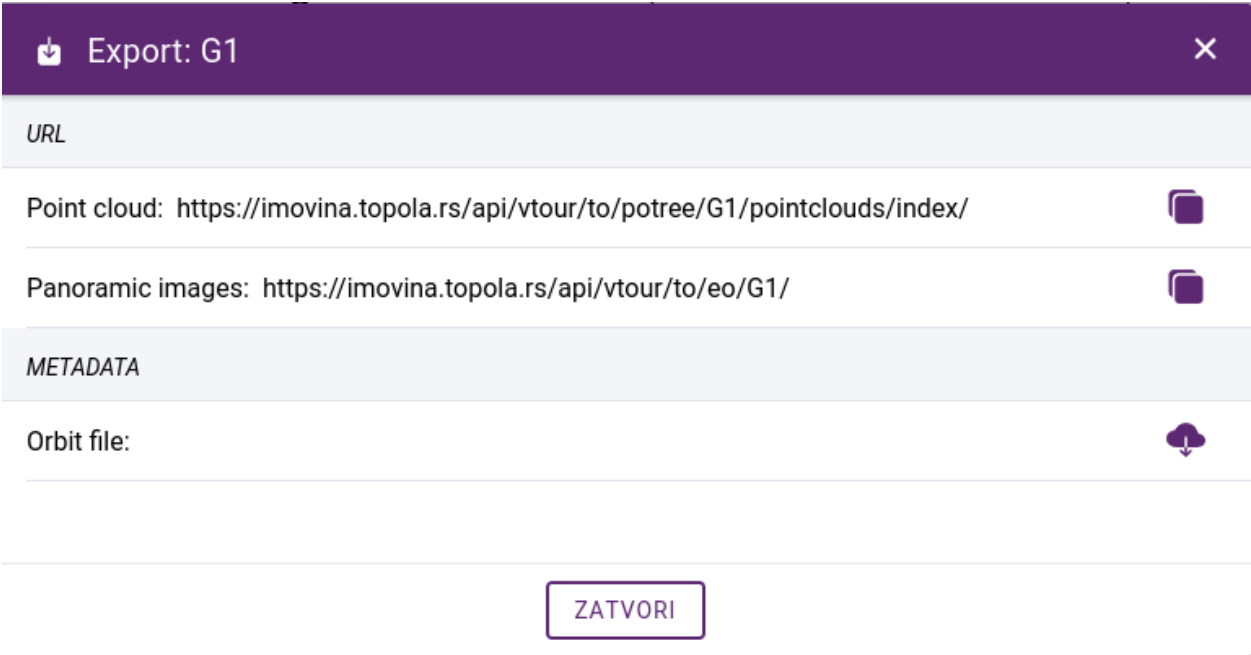 Export: G1
URL
Point cloud: https://imovina.topola.rs/api/vtour/to/potree/G1/pointclouds/index/
Panoramic images: https://imovina.topola.rs/api/vtour/to/eo/G1/
METADATA
Orbit file:
ZATVORI